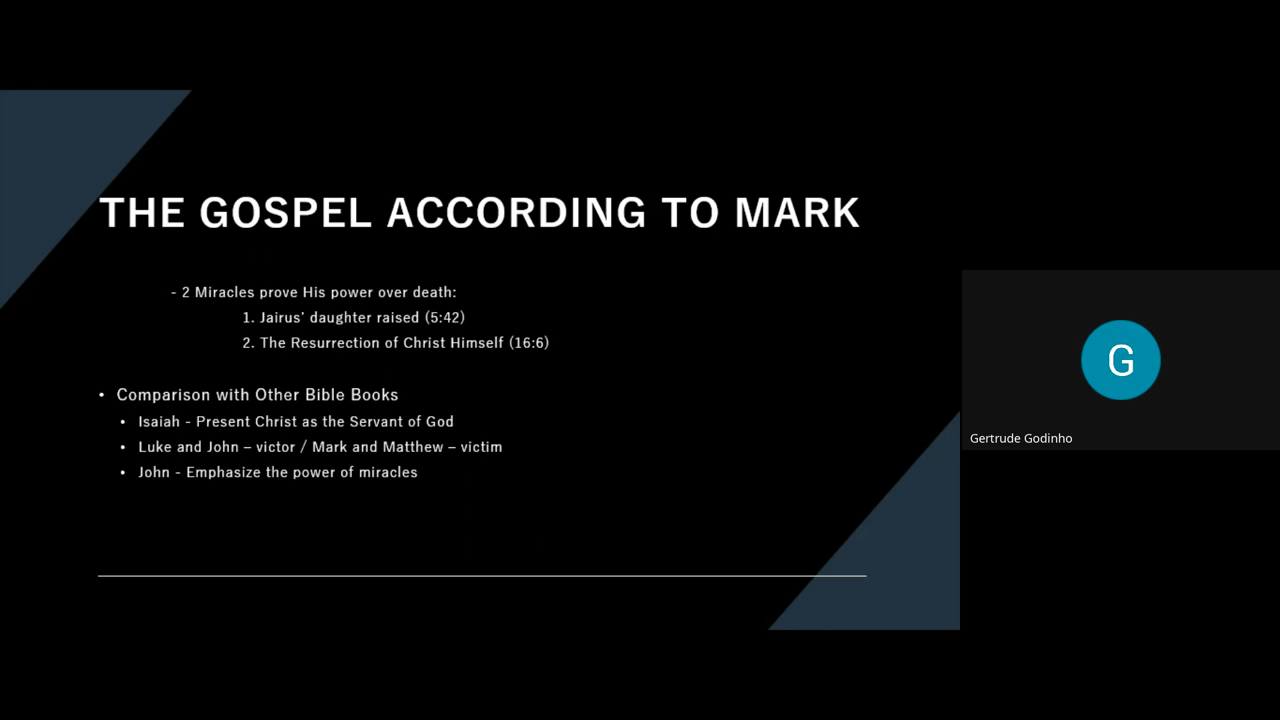 THE GOSPEL ACCORDING TO MARK
- 2 Miracles prove His power over death:
1. Jairus' daughter raised (5:42)
2. The Resurrection of Christ Himself (16:6)
• Comparison with Other Bible Books
• Isaiah - Present Christ as the Servant of God
• Luke and John – victor / Mark and Matthew – victim
• John - Emphasize the power of miracles
G
Gertrude Godinho